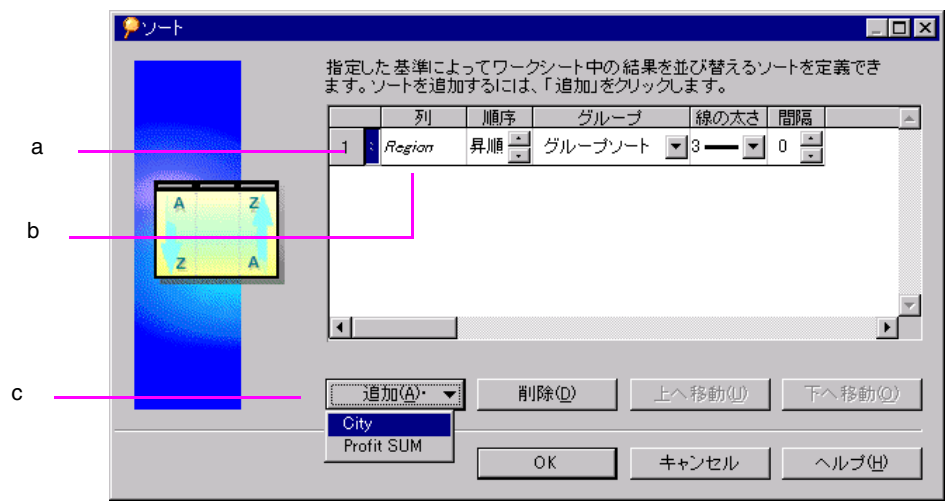 ソート
指定した基準によってワークシート中の結果を並び替えるソートを定義でき
ます。ソートを追加するには、「追加」をクリックします。
列 順序 グループ 線の太さ 間隔
a
1 Region 昇順 グループソート 3 0
b
A Z
Z A
c
追加(A)· 削除(D) 上へ移動(U) 下へ移動(O)
City
Profit SUM
OK キャンセル ヘルプ(H)